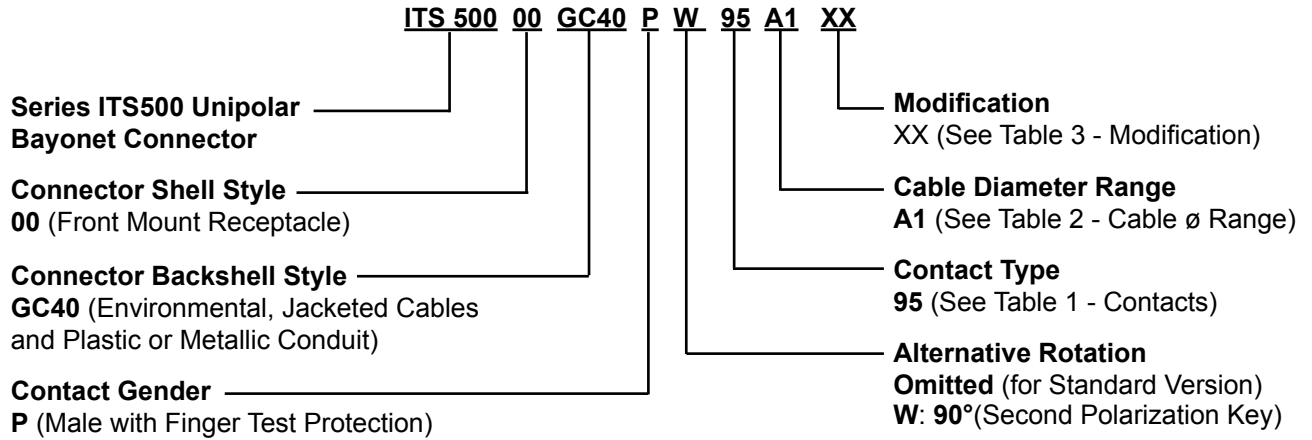 ITS 500 00 GC40 P W 95 A1 XX
Series ITS500 Unipolar
Bayonet Connector
Connector Shell Style
00 (Front Mount Receptacle)
Connector Backshell Style
GC40 (Environmental, Jacketed Cables
and Plastic or Metallic Conduit)
Contact Gender
P (Male with Finger Test Protection)
Modification
XX (See Table 3 - Modification)
Cable Diameter Range
A1 (See Table 2 - Cable ø Range)
Contact Type
95 (See Table 1 - Contacts)
Alternative Rotation
Omitted (for Standard Version)
W: 90°(Second Polarization Key)